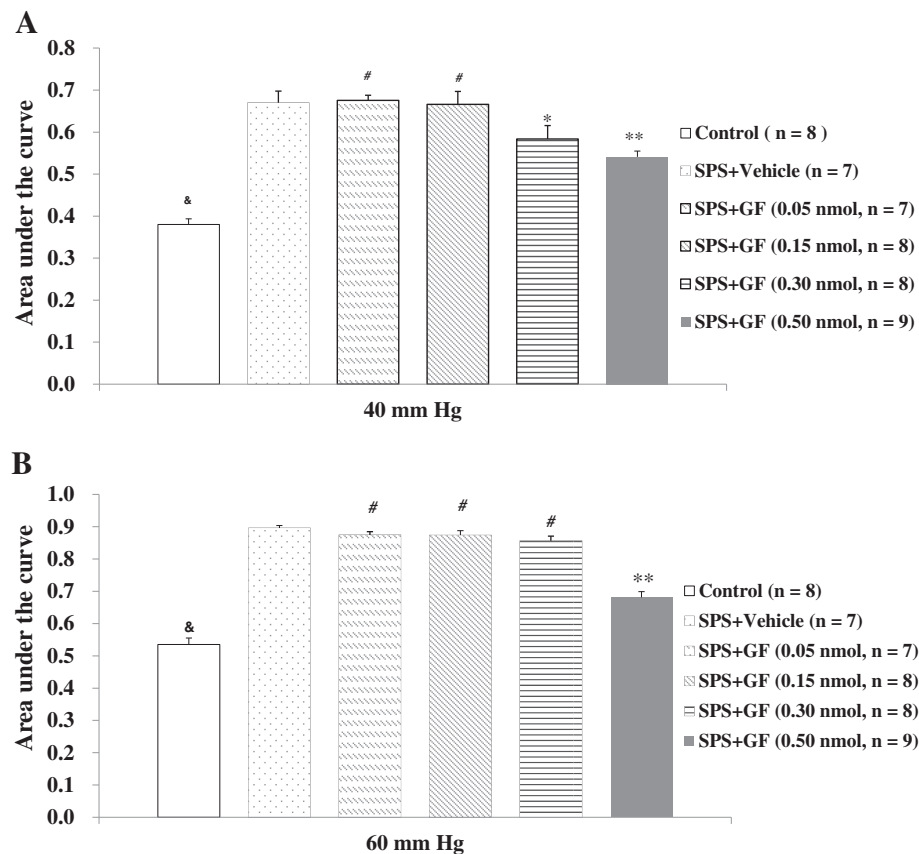 A
Area under the curve
0.8
0.7
0.6
0.5
0.4
0.3
0.2
0.1
0.0
&
#
#
*
**
40 mm Hg
Control ( n = 8 )
SPS+Vehicle (n = 7)
SPS+GF (0.05 nmol, n = 7)
SPS+GF (0.15 nmol, n = 8)
SPS+GF (0.30 nmol, n = 8)
SPS+GF (0.50 nmol, n = 9)
B
Area under the curve
1.0
0.9
0.8
0.7
0.6
0.5
0.4
0.3
0.2
0.1
0.0
&
#
#
#
**
60 mm Hg
Control (n = 8)
SPS+Vehicle (n = 7)
SPS+GF (0.05 nmol, n = 7)
SPS+GF (0.15 nmol, n = 8)
SPS+GF (0.30 nmol, n = 8)
SPS+GF (0.50 nmol, n = 9)